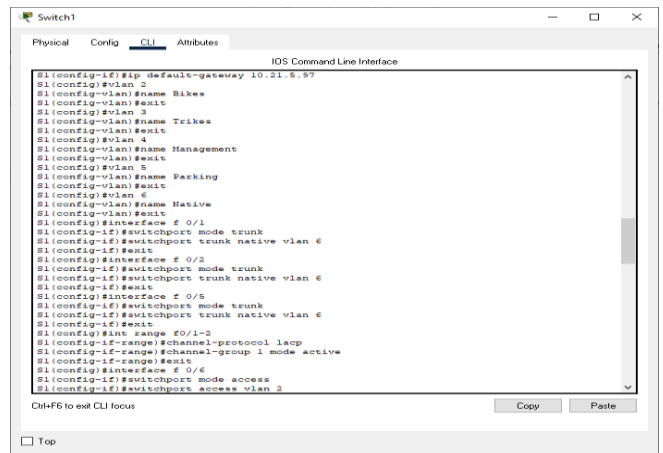 Switch1
Physical Config CLI Attributes
IOS Command Line Interface
S1(config-if)#ip default-gateway 10.21.5.97
S1(config)#vlan 2
S1(config-vlan)#name Bikes
S1(config-vlan)#exit
S1(config)#vlan 3
S1(config-vlan)#name Trikes
S1(config-vlan)#exit
S1(config)#vlan 4
S1(config-vlan)#name Management
S1(config-vlan)#exit
S1(config)#vlan 5
S1(config-vlan)#name Parking
S1(config-vlan)#exit
S1(config)#vlan 6
S1(config-vlan)#name Native
S1(config-vlan)#exit
S1(config)#interface f 0/1
S1(config-if)#switchport mode trunk
S1(config-if)#switchport trunk native vlan 6
S1(config-if)#exit
S1(config)#interface f 0/2
S1(config-if)#switchport mode trunk
S1(config-if)#switchport trunk native vlan 6
S1(config-if)#exit
S1(config)#interface f 0/5
S1(config-if)#switchport mode trunk
S1(config-if)#switchport trunk native vlan 6
S1(config-if)#exit
S1(config)#int range f0/1-2
S1(config-if-range)#channel-protocol lacp
S1(config-if-range)#channel-group 1 mode active
S1(config-if-range)#exit
S1(config)#interface f 0/6
S1(config-if)#switchport mode access
S1(config-if)#switchport access vlan 2
Ctrl+F6 to exit CLI focus
Copy Paste
Top